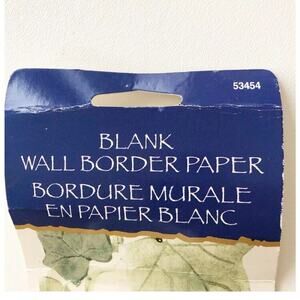 53454
BLANK
WALL BORDER PAPER
BORDURE MURALE
EN PAPIER BLANC